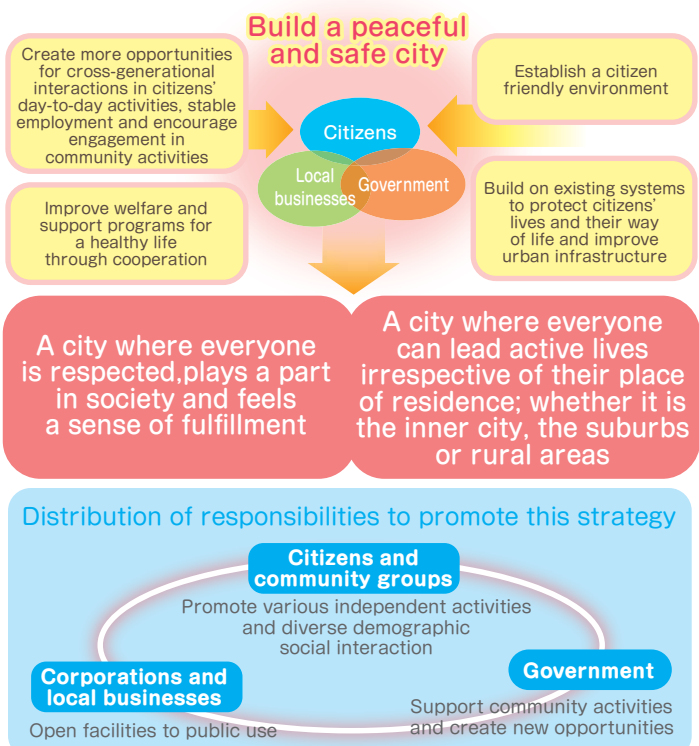 Build a peaceful
and safe city
Create more opportunities
for cross-generational
interactions in citizens'
day-to-day activities, stable
employment and encourage
engagement in
community activities
Establish a citizen
friendly environment
Citizens
Local
businesses
Government
Improve welfare and
support programs for
a healthy life
through cooperation
Build on existing systems
to protect citizens'
lives and their way
of life and improve
urban infrastructure
A city where everyone
is respected,plays a part
in society and feels
a sense of fulfillment
A city where everyone
can lead active lives
irrespective of their place
of residence; whether it is
the inner city, the suburbs
or rural areas
Distribution of responsibilities to promote this strategy
Citizens and
community groups
Promote various independent activities
and diverse demographic
social interaction
Corporations and
local businesses
Open facilities to public use
Government
Support community activities
and create new opportunities